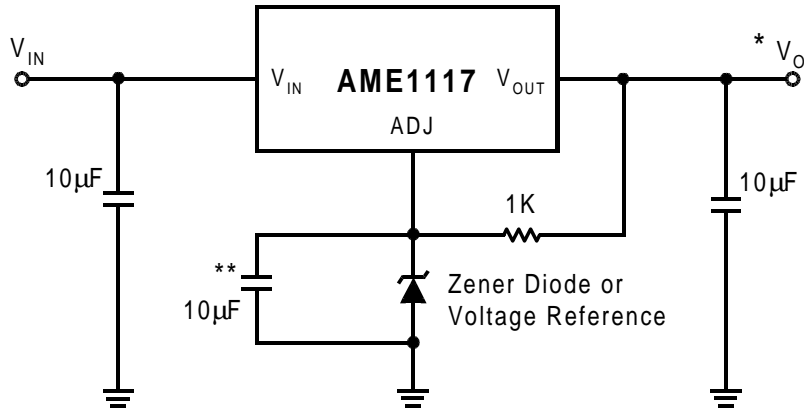 V_IN
* V_O
V_IN AME1117 V_OUT
ADJ
10µF
10µF
1K
**
10µF
Zener Diode or
Voltage Reference